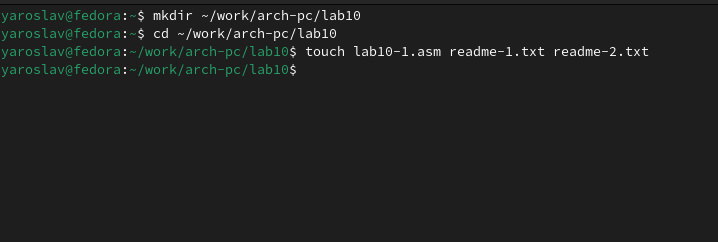 yaroslav@fedora:~$ mkdir ~/work/arch-pc/lab10
yaroslav@fedora:~$ cd ~/work/arch-pc/lab10
yaroslav@fedora:~/work/arch-pc/lab10$ touch lab10-1.asm readme-1.txt readme-2.txt
yaroslav@fedora:~/work/arch-pc/lab10$